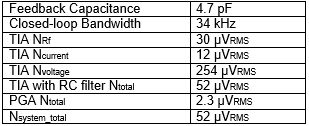 Feedback Capacitance 4.7 pF
Closed-loop Bandwidth 34 kHz
TIA NRf 30 µVRMS
TIA Ncurrent 12 µVRMS
TIA Nvoltage 254 µVRMS
TIA with RC filter Ntotal 52 µVRMS
PGA Ntotal 2.3 µVRMS
Nsystem_total 52 µVRMS